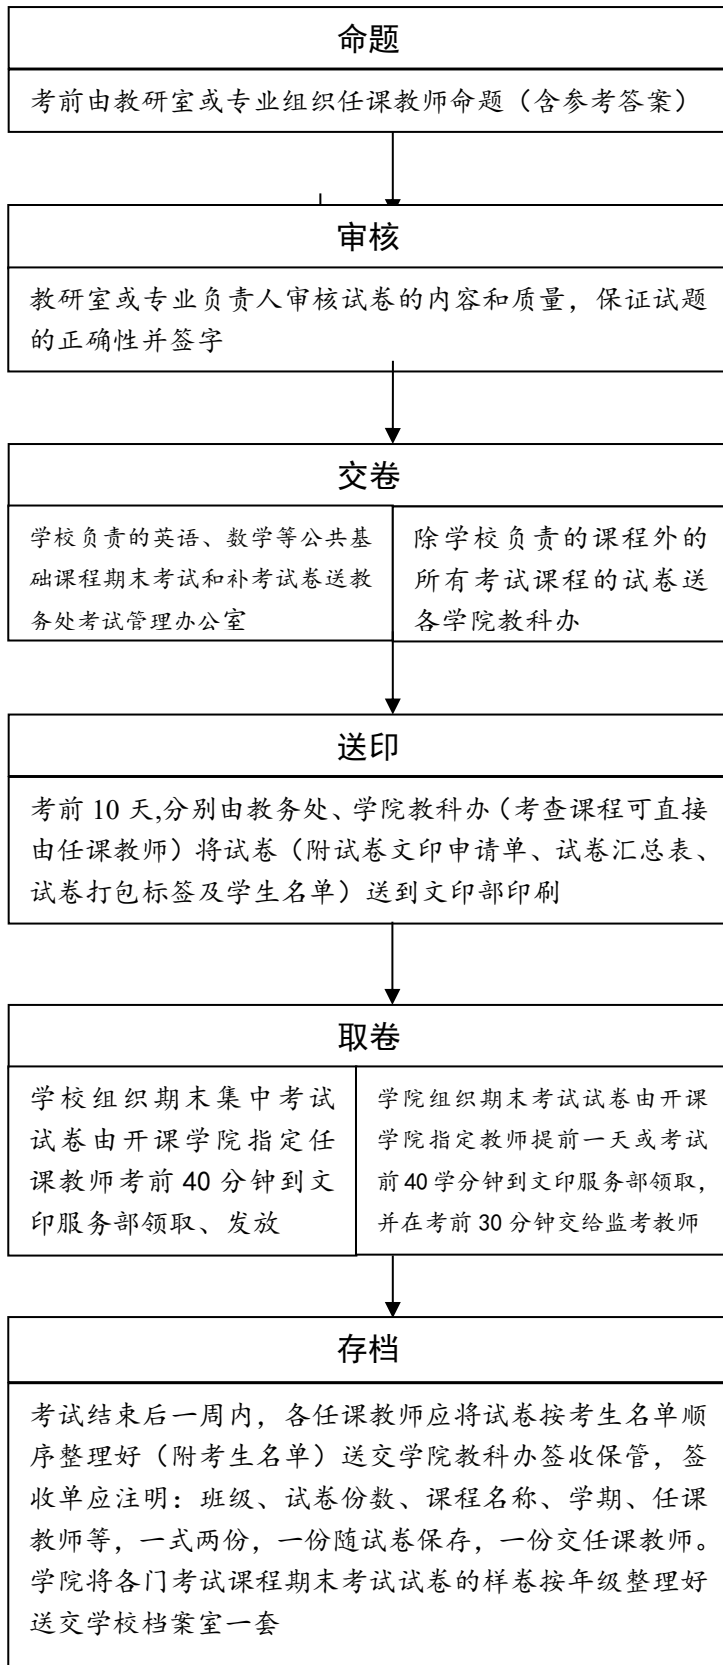 命题
考前由教研室或专业组织任课教师命题（含参考答案）
审核
教研室或专业负责人审核试卷的内容和质量，保证试题
的正确性并签字
交卷
学校负责的英语、数学等公共基
础课程期末考试和补考试卷送教
务处考试管理办公室
除学校负责的课程外的
所有考试课程的试卷送
各学院教科办
送印
考前 10 天,分别由教务处、学院教科办（考查课程可直接
由任课教师）将试卷（附试卷文印申请单、试卷汇总表、
试卷打包标签及学生名单）送到文印部印刷
取卷
学校组织期末集中考试
试卷由开课学院指定任
课教师考前 40 分钟到文
印服务部领取、发放
学院组织期末考试试卷由开课
学院指定教师提前一天或考试
前 40 学分钟到文印服务部领取，
并在考前 30 分钟交给监考教师
存档
考试结束后一周内，各任课教师应将试卷按考生名单顺
序整理好（附考生名单）送交学院教科办签收保管，签
收单应注明：班级、试卷份数、课程名称、学期、任课
教师等，一式两份，一份随试卷保存，一份交任课教师。
学院将各门考试课程期末考试试卷的样卷按年级整理好
送交学校档案室一套